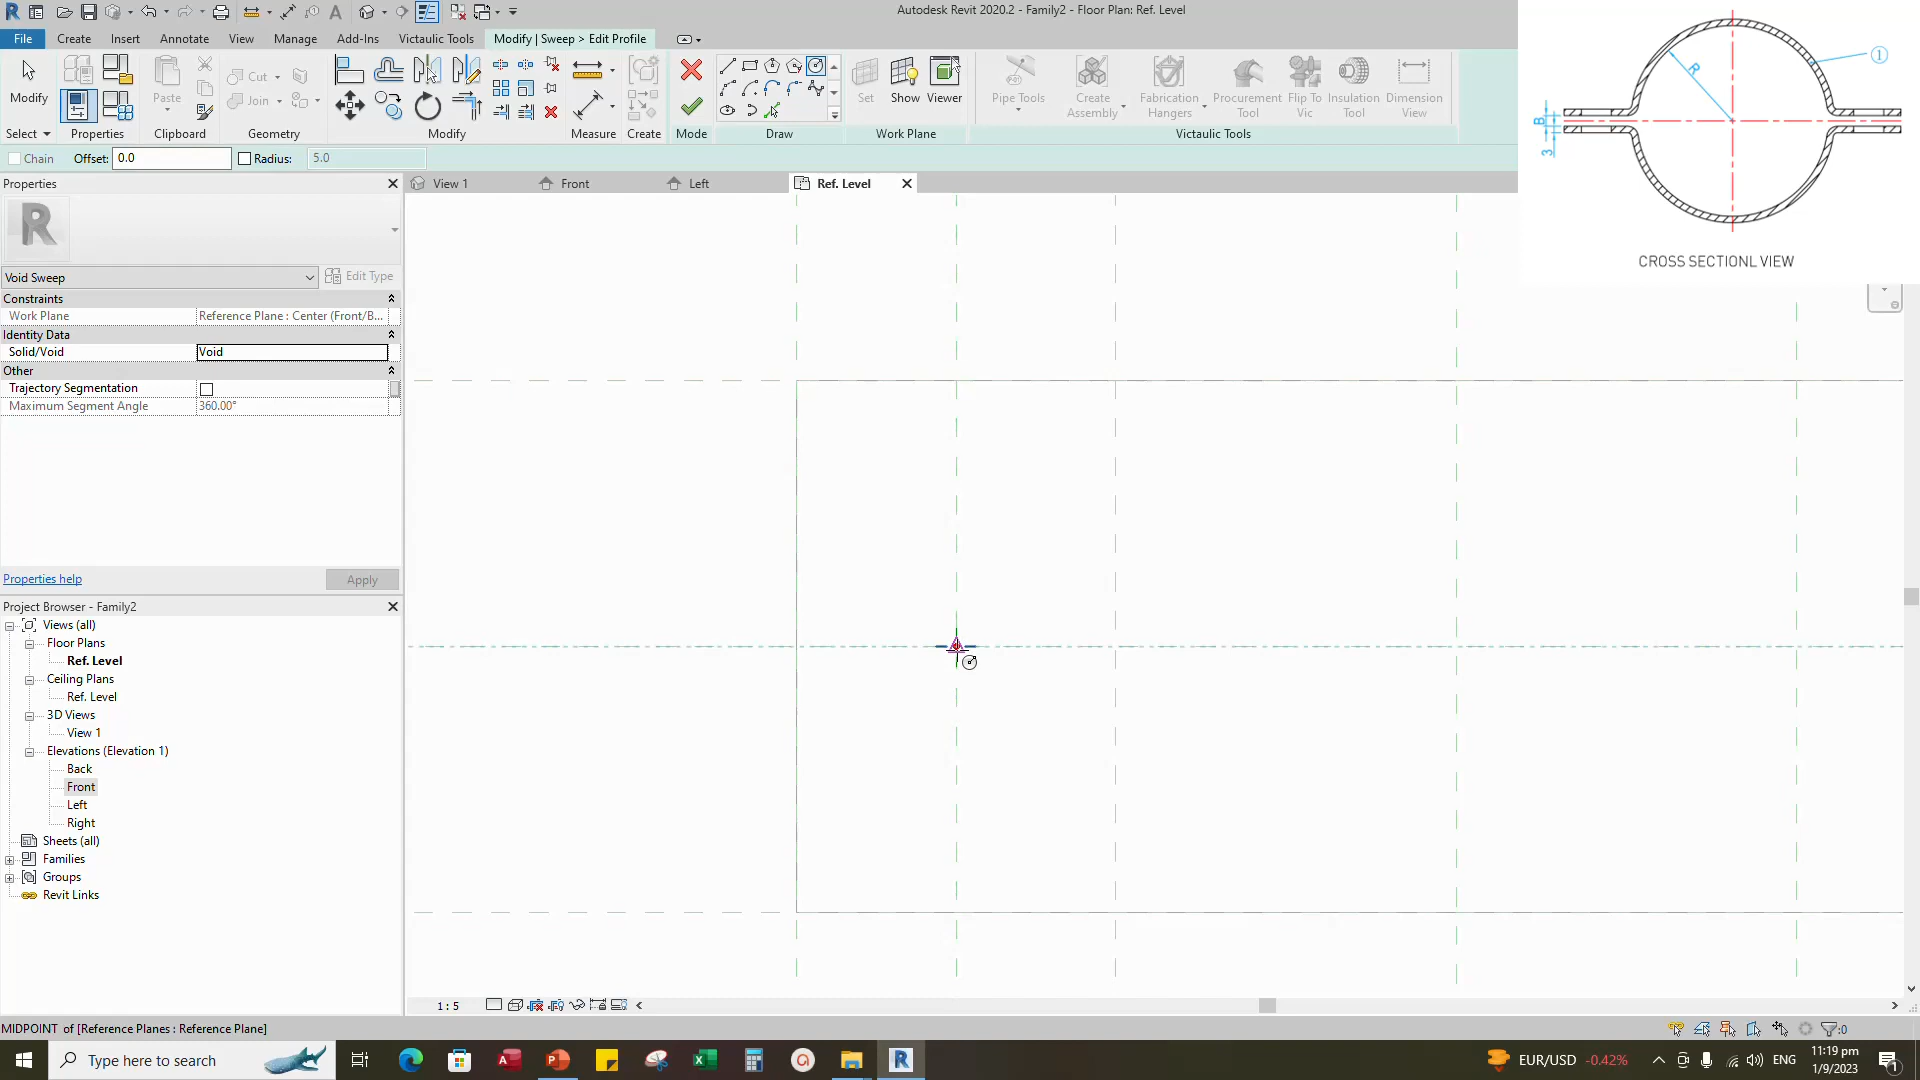 Autodesk Revit 2020.2 - Family2 - Floor Plan: Ref. Level
File
Create
Insert
Annotate
View
Manage
Add-Ins
Victaulic Tools
Modify | Sweep > Edit Profile
Modify
Paste
Cut
Join
Set
Show
Viewer
Pipe Tools
Create Assembly
Fabrication Hangers
Procurement Tool
Flip To Vic
Insulation Tool
Dimension View
Select
Properties
Clipboard
Geometry
Modify
Measure
Create
Mode
Draw
Work Plane
Victaulic Tools
Chain
Offset: 0.0
Radius: 5.0
Properties
View 1
Front
Left
Ref. Level
R
1
B
3
CROSS SECTIONL VIEW
Void Sweep
Edit Type
Constraints
Work Plane
Reference Plane : Center (Front/B...
Identity Data
Solid/Void
Void
Other
Trajectory Segmentation
Maximum Segment Angle
360.00°
Properties help
Apply
Project Browser - Family2
Views (all)
Floor Plans
Ref. Level
Ceiling Plans
Ref. Level
3D Views
View 1
Elevations (Elevation 1)
Back
Front
Left
Right
Sheets (all)
Families
Groups
Revit Links
1 : 5
MIDPOINT of [Reference Planes : Reference Plane]
:0
Type here to search
EUR/USD -0.42%
ENG
11:19 pm
1/9/2023
1